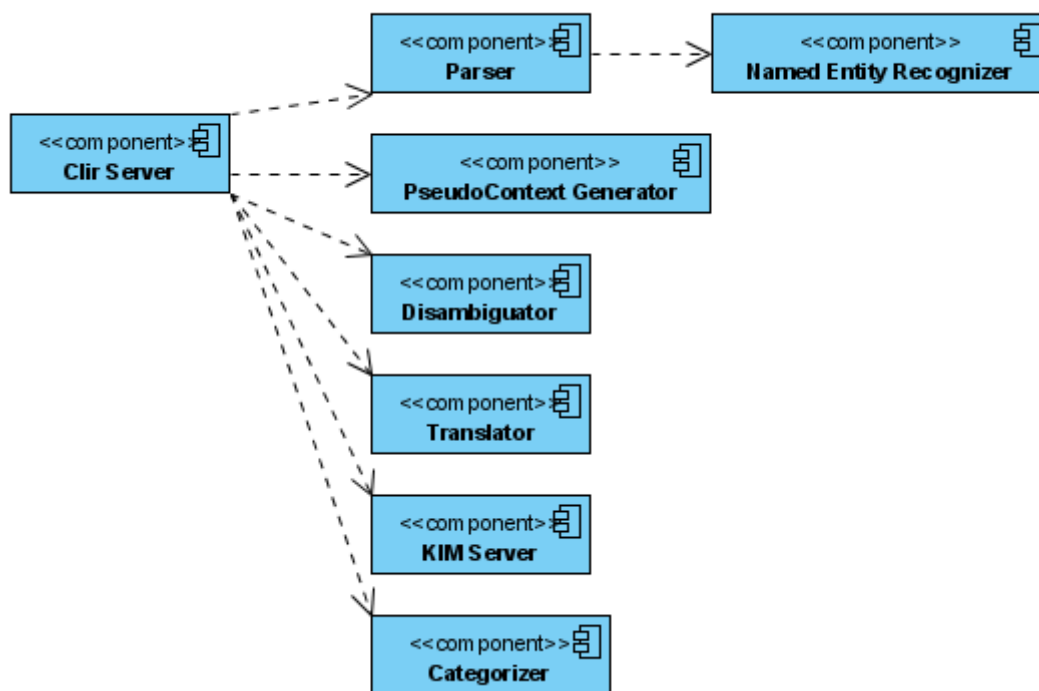 <<component>>
Parser
<<component>>
Named Entity Recognizer
<<component>>
Clir Server
<<component>>
PseudoContext Generator
<<component>>
Disambiguator
<<component>>
Translator
<<component>>
KIM Server
<<component>>
Categorizer